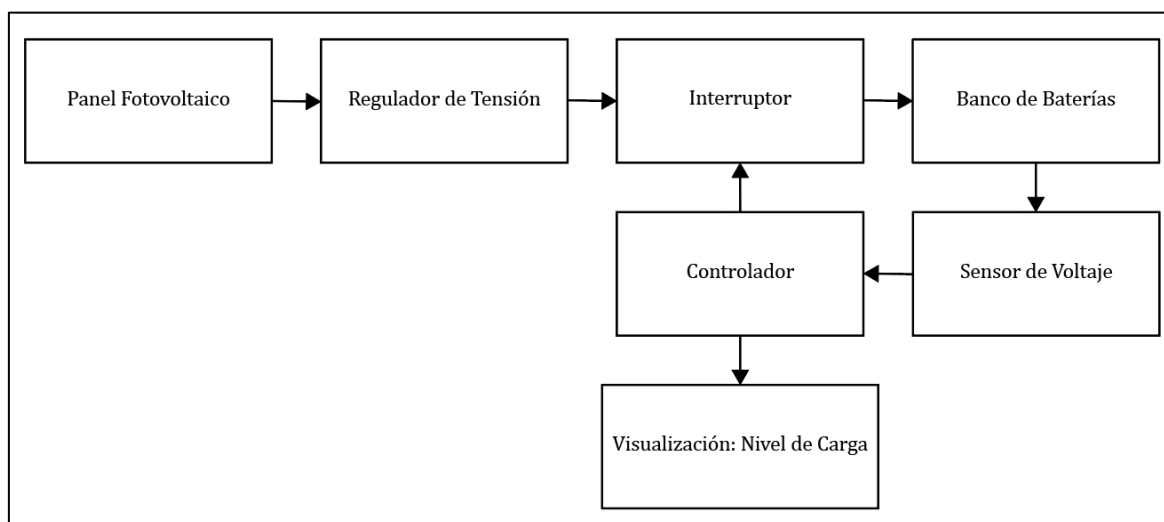 Panel Fotovoltaico
Regulador de Tensión
Interruptor
Banco de Baterías
Controlador
Sensor de Voltaje
Visualización: Nivel de Carga